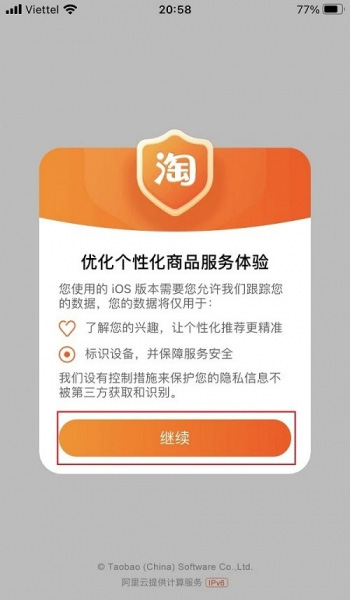 Viettel 20:58 77%
淘
优化个性化商品服务体验
您使用的 iOS 版本需要您允许我们跟踪您
的数据，您的数据将仅用于：
了解您的兴趣，让个性化推荐更精准
标识设备，并保障服务安全
我们设有控制措施来保护您的隐私信息不
被第三方获取和识别。
继续
© Taobao (China) Software Co.,Ltd.
阿里云提供计算服务 IPv6